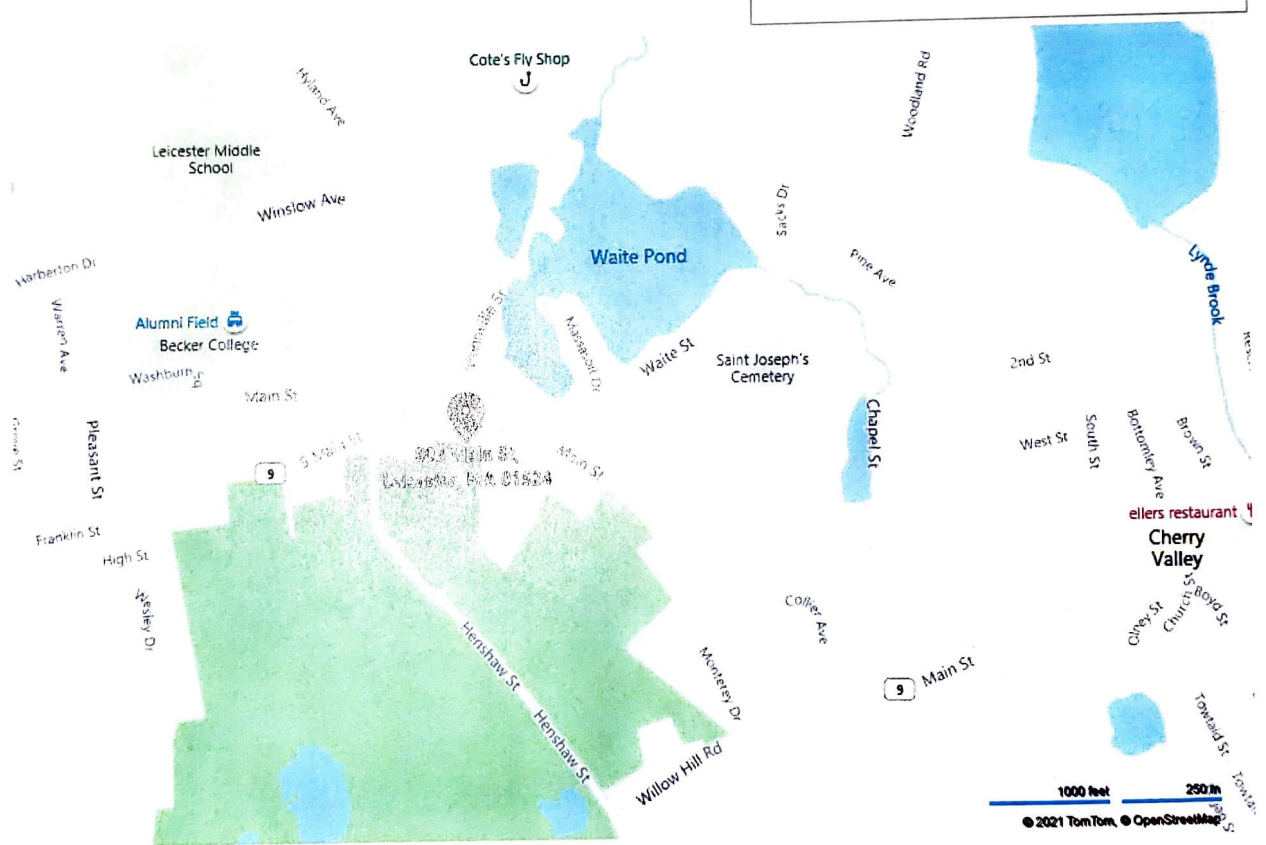 Cote's Fly Shop
Hyland Ave
Woodland Rd
Leicester Middle
School
Winslow Ave
Sachs Dr
Waite Pond
Pine Ave
Lynde Brook
Harberton Dr
Warren Ave
Alumni Field
Becker College
Massasoit Dr
Waite St
Saint Joseph's
Cemetery
2nd St
Washburn
Main St
Chapel St
Pleasant St
West St
South St
Bottomley Ave
Brown St
S Main St
9
Main St
Leicester, MA 01524
ellers restaurant
Cherry
Valley
Franklin St
High St
Wesley Dr
Collier Ave
Olney St
Church St
Boyd St
Henshaw St
Monterey Dr
9
Main St
Henshaw St
Willow Hill Rd
Towtaid St
1000 feet
250 m
© 2021 TomTom, © OpenStreetMap